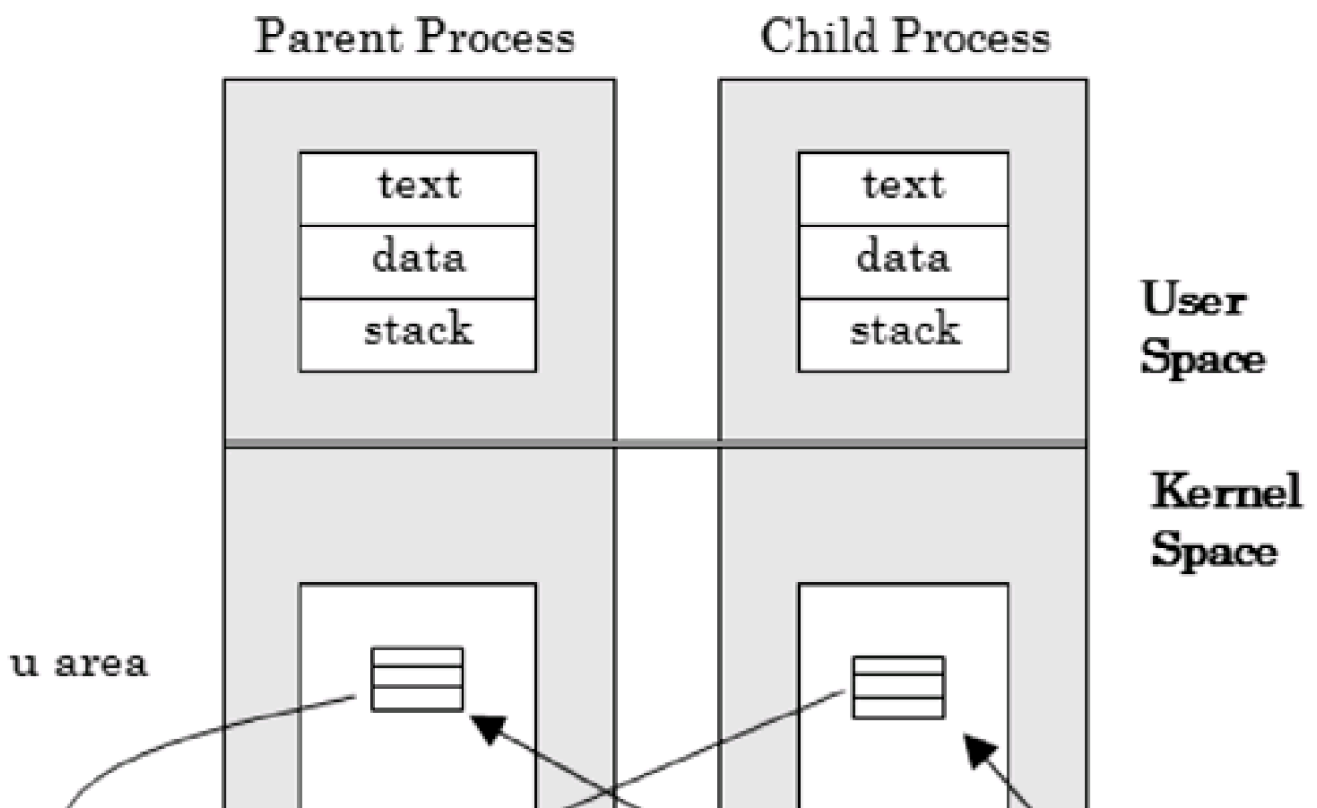 Parent Process
Child Process
text
data
stack
text
data
stack
User
Space
Kernel
Space
u area